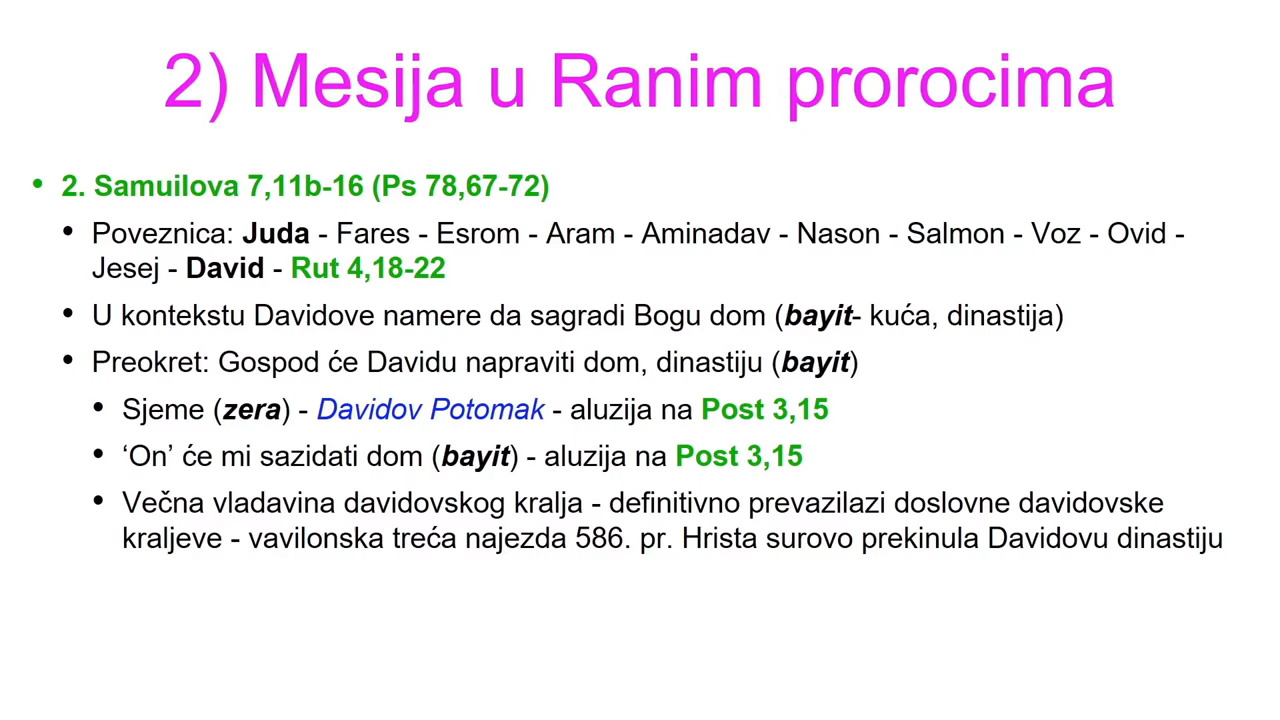 2) Mesija u Ranim prorocima
• 2. Samuilova 7,11b-16 (Ps 78,67-72)
• Poveznica: Juda - Fares - Esrom - Aram - Aminadav - Nason - Salmon - Voz - Ovid -
Jesej - David - Rut 4,18-22
• U kontekstu Davidove namere da sagradi Bogu dom (bayit- kuća, dinastija)
• Preokret: Gospod će Davidu napraviti dom, dinastiju (bayit)
• Sjeme (zera) - Davidov Potomak - aluzija na Post 3,15
• ‘On’ će mi sazidati dom (bayit) - aluzija na Post 3,15
• Večna vladavina davidovskog kralja - definitivno prevazilazi doslovne davidovske
kraljeve - vavilonska treća najezda 586. pr. Hrista surovo prekinula Davidovu dinastiju